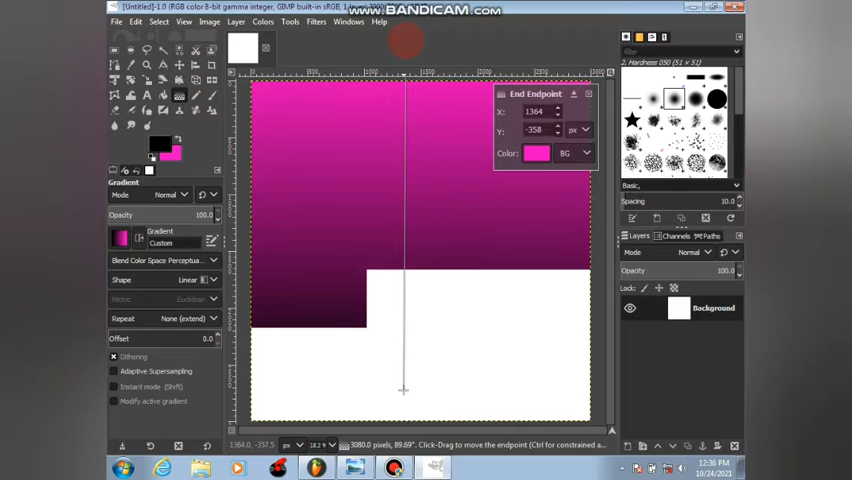 [Untitled]-1.0 (RGB color 8-bit gamma integer, GIMP built-in sRGB, 1 layer) 3000x
WWW.BANDICAM.COM
File Edit Select View Image Layer Colors Tools Filters Windows Help
End Endpoint
X: 1364
Y: -358 px
Color: BG
Gradient
Mode Normal
Opacity 100.0
Gradient
Custom
Blend Color Space Perceptua...
Shape Linear
Metric Euclidean
Repeat None (extend)
Offset 0.0
Dithering
Adaptive Supersampling
Instant mode (Shift)
Modify active gradient
filter
2. Hardness 050 (51 × 51)
Basic,
Spacing 10.0
Layers Channels Paths
Mode Normal
Opacity 100.0
Lock:
Background
1364.0, -357.5 px 18.2 % 3080.0 pixels, 89.69°. Click-Drag to move the endpoint (Ctrl for constrained a...
12:36 PM
10/24/2021